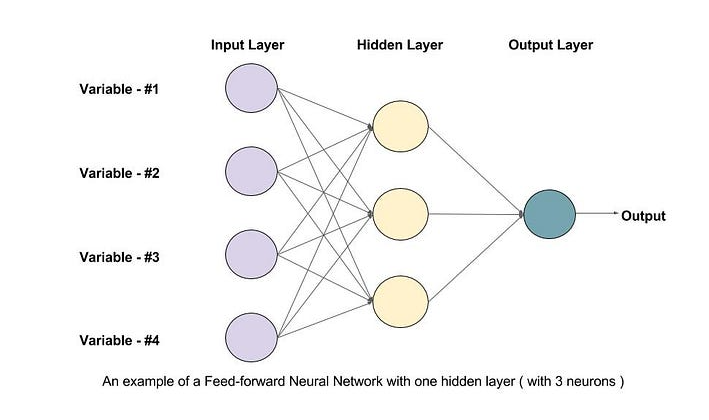 Input Layer
Hidden Layer
Output Layer
Variable - #1
Variable - #2
Variable - #3
Variable - #4
Output
An example of a Feed-forward Neural Network with one hidden layer ( with 3 neurons )